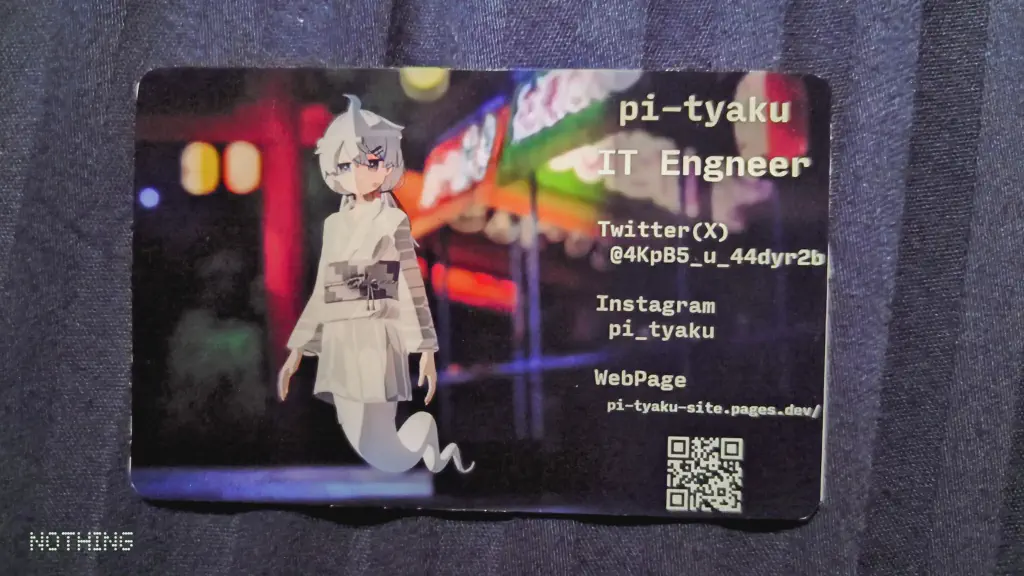 pi-tyaku
IT Engneer
Twitter(X)
@4KpB5_u_44dyr2b
Instagram
pi_tyaku
WebPage
pi-tyaku-site.pages.dev/
NOTHING